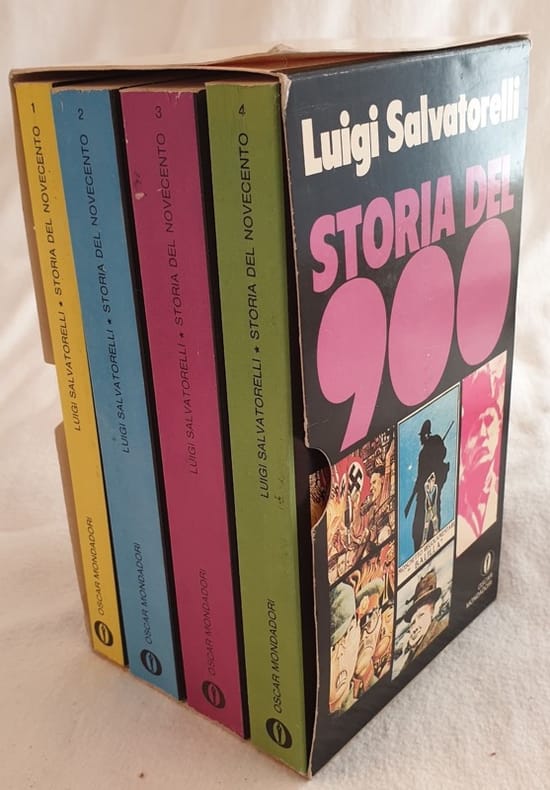 1
LUIGI SALVATORELLI * STORIA DEL NOVECENTO
OSCAR MONDADORI
2
LUIGI SALVATORELLI * STORIA DEL NOVECENTO
OSCAR MONDADORI
3
LUIGI SALVATORELLI * STORIA DEL NOVECENTO
OSCAR MONDADORI
4
LUIGI SALVATORELLI * STORIA DEL NOVECENTO
OSCAR MONDADORI
Luigi Salvatorelli
STORIA DEL
900
OSCAR
MONDADORI